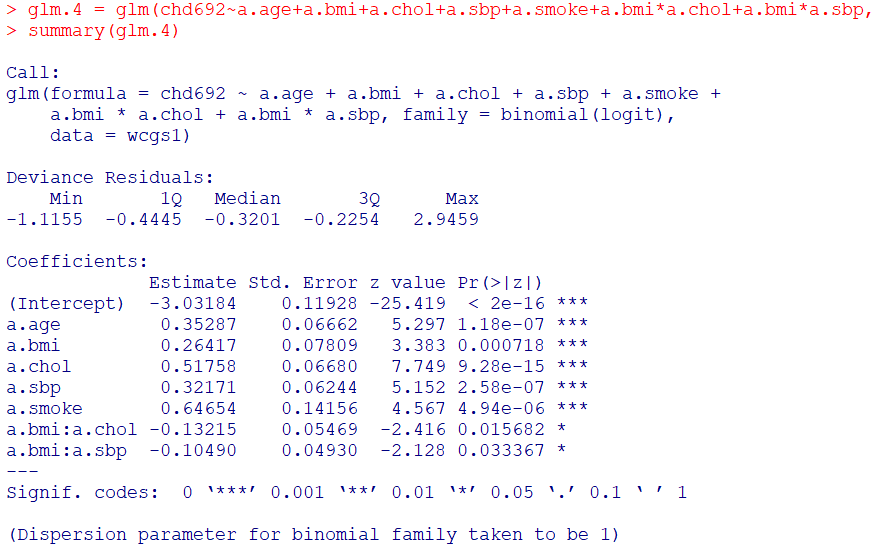 > glm.4 = glm(chd692~a.age+a.bmi+a.chol+a.sbp+a.smoke+a.bmi*a.chol+a.bmi*a.sbp,
> summary(glm.4)
Call:
glm(formula = chd692 ~ a.age + a.bmi + a.chol + a.sbp + a.smoke +
    a.bmi * a.chol + a.bmi * a.sbp, family = binomial(logit),
    data = wcgs1)
Deviance Residuals:
    Min       1Q   Median       3Q      Max
-1.1155  -0.4445  -0.3201  -0.2254   2.9459
Coefficients:
             Estimate Std. Error z value Pr(>|z|)
(Intercept)  -3.03184    0.11928 -25.419  < 2e-16 ***
a.age         0.35287    0.06662   5.297 1.18e-07 ***
a.bmi         0.26417    0.07809   3.383 0.000718 ***
a.chol        0.51758    0.06680   7.749 9.28e-15 ***
a.sbp         0.32171    0.06244   5.152 2.58e-07 ***
a.smoke       0.64654    0.14156   4.567 4.94e-06 ***
a.bmi:a.chol -0.13215    0.05469  -2.416 0.015682 *
a.bmi:a.sbp  -0.10490    0.04930  -2.128 0.033367 *
---
Signif. codes:  0 ‘***’ 0.001 ‘**’ 0.01 ‘*’ 0.05 ‘.’ 0.1 ‘ ’ 1
(Dispersion parameter for binomial family taken to be 1)